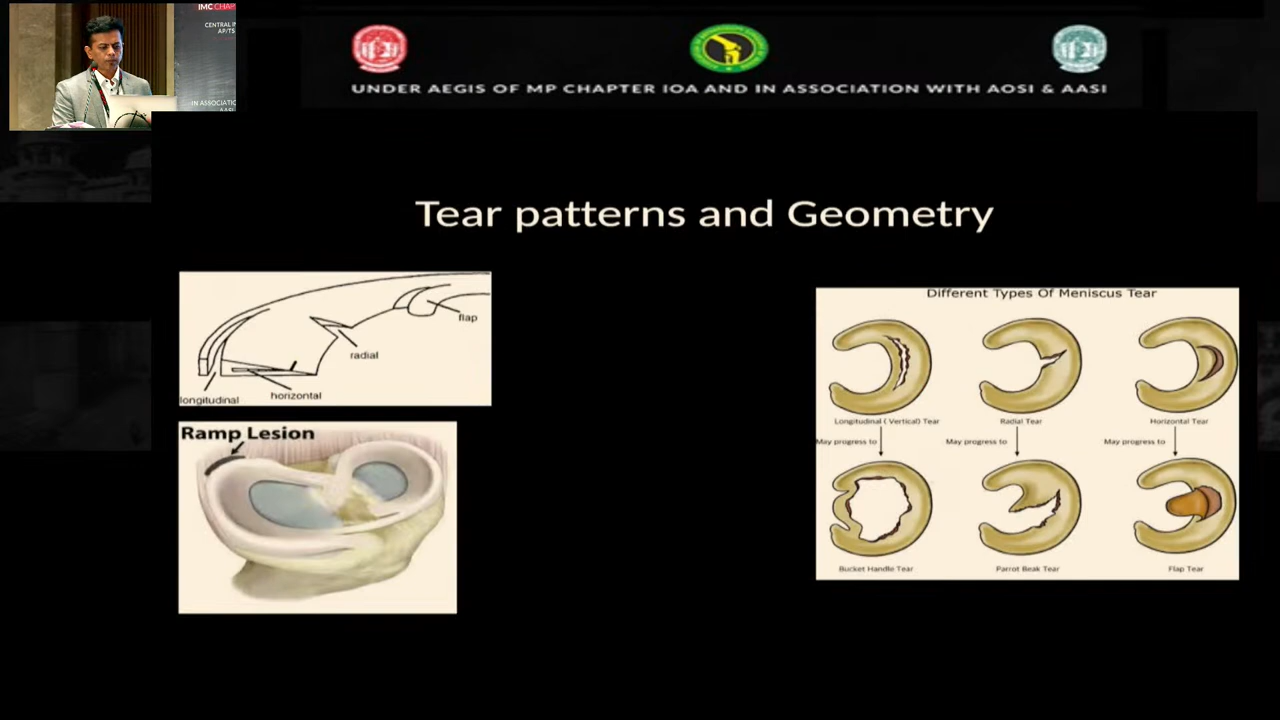 IMC CHAP
CENTRAL IN
AP/TS
IN ASSOCIATIO
AASI
UNDER AEGIS OF MP CHAPTER IOA AND IN ASSOCIATION WITH AOSI & AASI
Tear patterns and Geometry
flap
radial
horizontal
longitudinal
Ramp Lesion
Different Types Of Meniscus Tear
Longitudinal ( Vertical) Tear
Radial Tear
Horizontal Tear
May progress to
May progress to
May progress to
Bucket Handle Tear
Parrot Beak Tear
Flap Tear